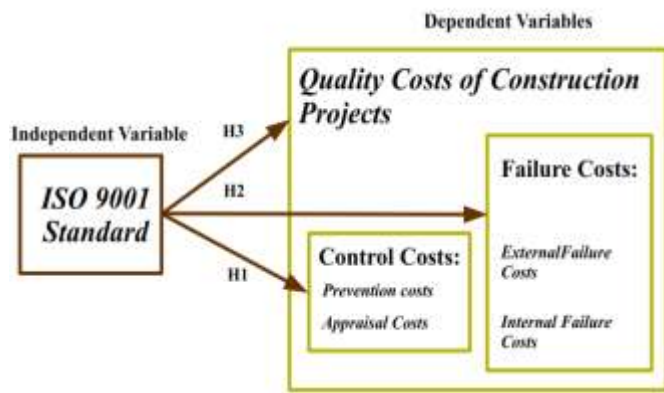 Dependent Variables
Quality Costs of Construction
Projects
Independent Variable
ISO 9001
Standard
H3
H2
H1
Failure Costs:
ExternalFailure
Costs
Internal Failure
Costs
Control Costs:
Prevention costs
Appraisal Costs